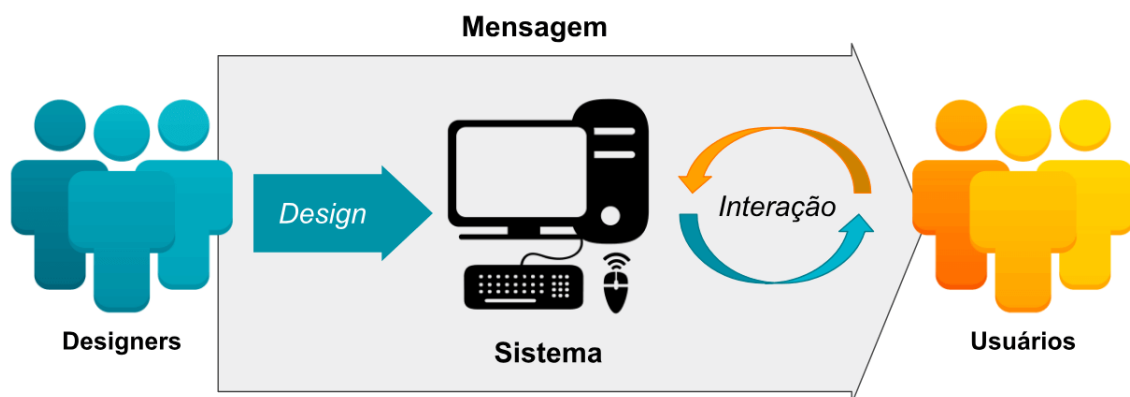 Mensagem
Design
Interação
Designers
Sistema
Usuários